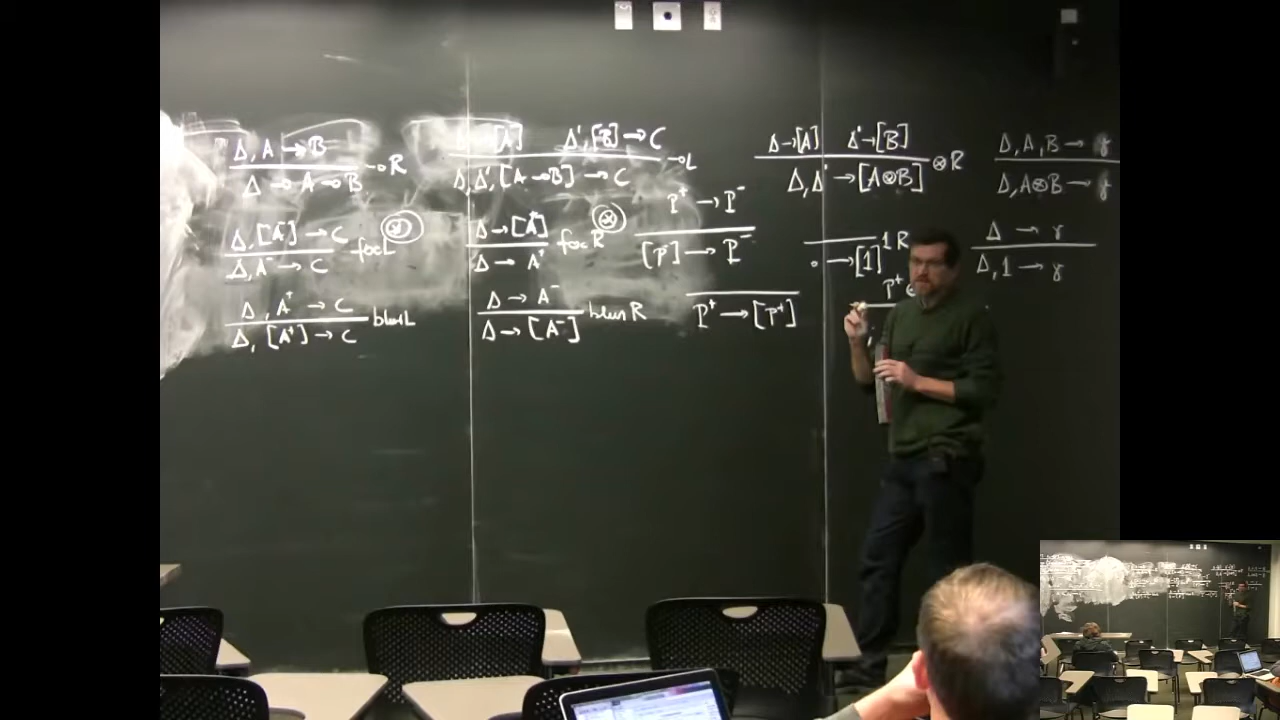 Δ, A → B
Δ → A ⊸ B
⊸R
→ [A]    Δ', [B] → C
Δ, Δ', [A ⊸ B] → C
⊸L
Δ → [A]    Δ' → [B]
Δ, Δ' → [A ⊗ B]
⊗R
Δ, A, B → γ
Δ, A⊗B → γ
Δ, [A⁻] → C
Δ, A⁻ → C
focL
Δ → [A⁺]
Δ → A⁺
focR
P⁺ → P⁻
[P⁻] → P⁻
· → [1]
1R
Δ → γ
Δ, 1 → γ
Δ, A⁺ → C
Δ, [A⁺] → C
blurL
Δ → A⁻
Δ → [A⁻]
blurR
P⁺ → [P⁺]
P⁺